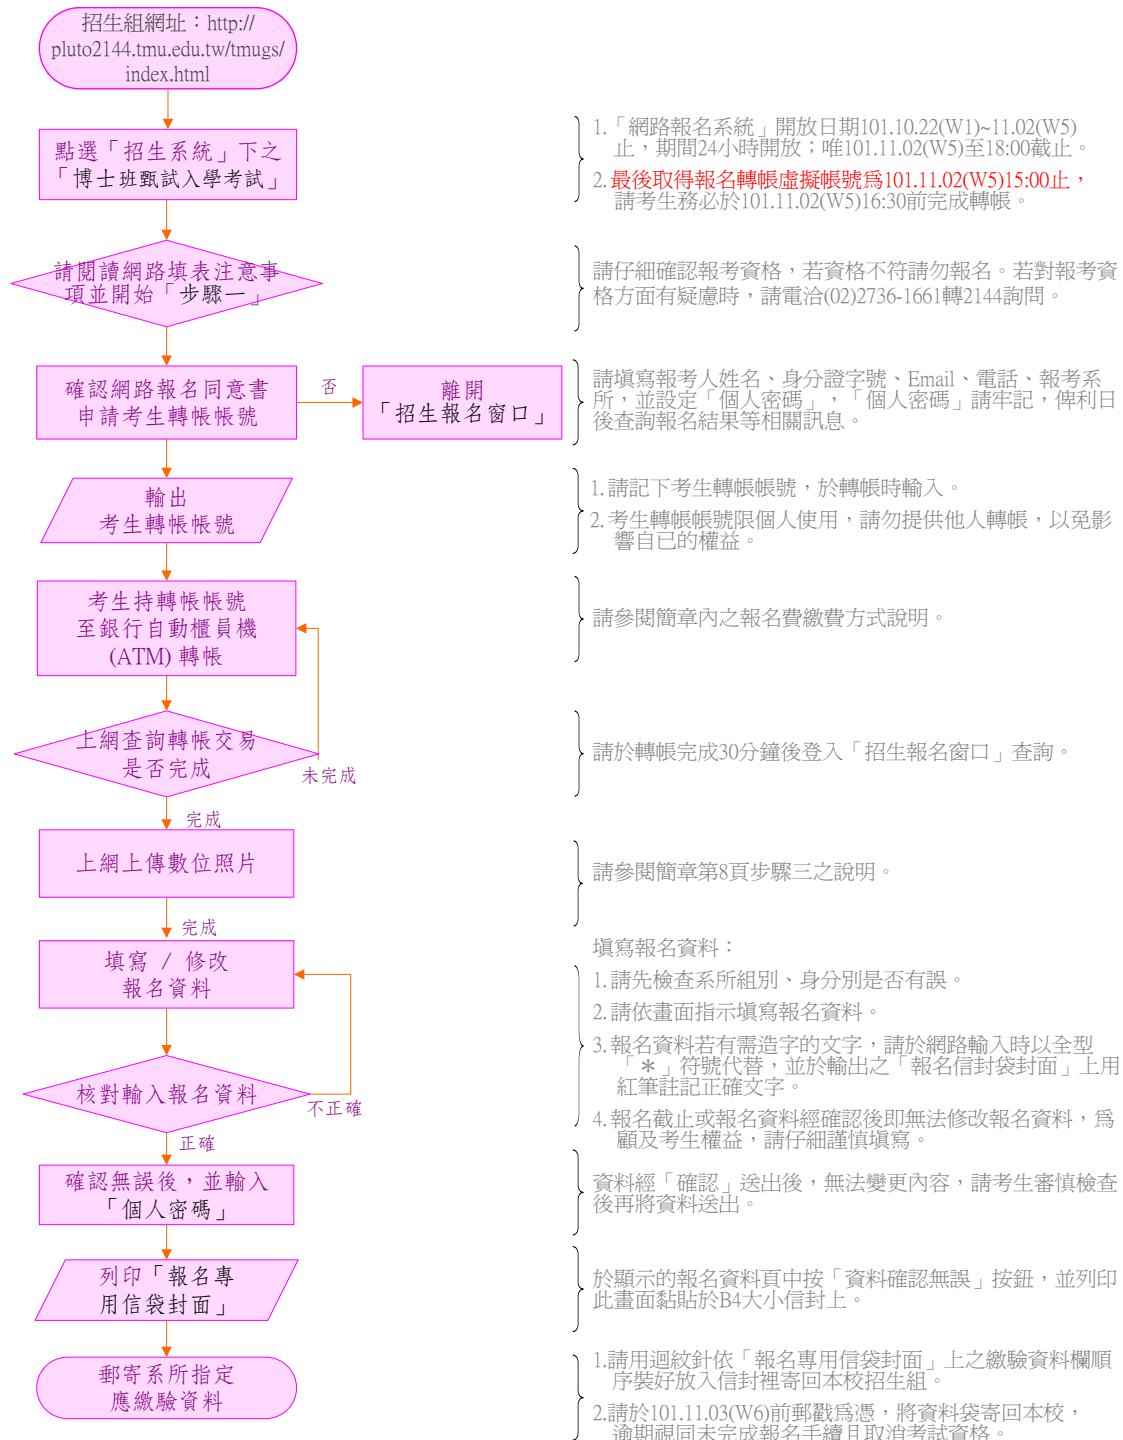 招生組網址：http://
pluto2144.tmu.edu.tw/tmugs/
index.html
點選「招生系統」下之
「博士班甄試入學考試」
1.「網路報名系統」開放日期101.10.22(W1)~11.02(W5)
止，期間24小時開放；唯101.11.02(W5)至18:00截止。
2.最後取得報名轉帳虛擬帳號為101.11.02(W5)15:00止，
請考生務必於101.11.02(W5)16:30前完成轉帳。
請閱讀網路填表注意事
項並開始「步驟一」
請仔細確認報考資格，若資格不符請勿報名。若對報考資
格方面有疑慮時，請電洽(02)2736-1661轉2144詢問。
確認網路報名同意書
申請考生轉帳帳號
否
離開
「招生報名窗口」
請填寫報考人姓名、身分證字號、Email、電話、報考系
所，並設定「個人密碼」，「個人密碼」請牢記，俾利日
後查詢報名結果等相關訊息。
輸出
考生轉帳帳號
1.請記下考生轉帳帳號，於轉帳時輸入。
2.考生轉帳帳號限個人使用，請勿提供他人轉帳，以免影
響自已的權益。
考生持轉帳帳號
至銀行自動櫃員機
(ATM) 轉帳
請參閱簡章內之報名費繳費方式說明。
上網查詢轉帳交易
是否完成
未完成
請於轉帳完成30分鐘後登入「招生報名窗口」查詢。
完成
上網上傳數位照片
請參閱簡章第8頁步驟三之說明。
完成
填寫 / 修改
報名資料
填寫報名資料：
1.請先檢查系所組別、身分別是否有誤。
2.請依畫面指示填寫報名資料。
3.報名資料若有需造字的文字，請於網路輸入時以全型
「＊」符號代替，並於輸出之「報名信封袋封面」上用
紅筆註記正確文字。
4.報名截止或報名資料經確認後即無法修改報名資料，為
顧及考生權益，請仔細謹慎填寫。
核對輸入報名資料
不正確
正確
確認無誤後，並輸入
「個人密碼」
資料經「確認」送出後，無法變更內容，請考生審慎檢查
後再將資料送出。
列印「報名專
用信袋封面」
於顯示的報名資料頁中按「資料確認無誤」按鈕，並列印
此畫面黏貼於B4大小信封上。
郵寄系所指定
應繳驗資料
1.請用迴紋針依「報名專用信袋封面」上之繳驗資料欄順
序裝好放入信封裡寄回本校招生組。
2.請於101.11.03(W6)前郵戳為憑，將資料袋寄回本校，
逾期視同未完成報名手續且取消考試資格。